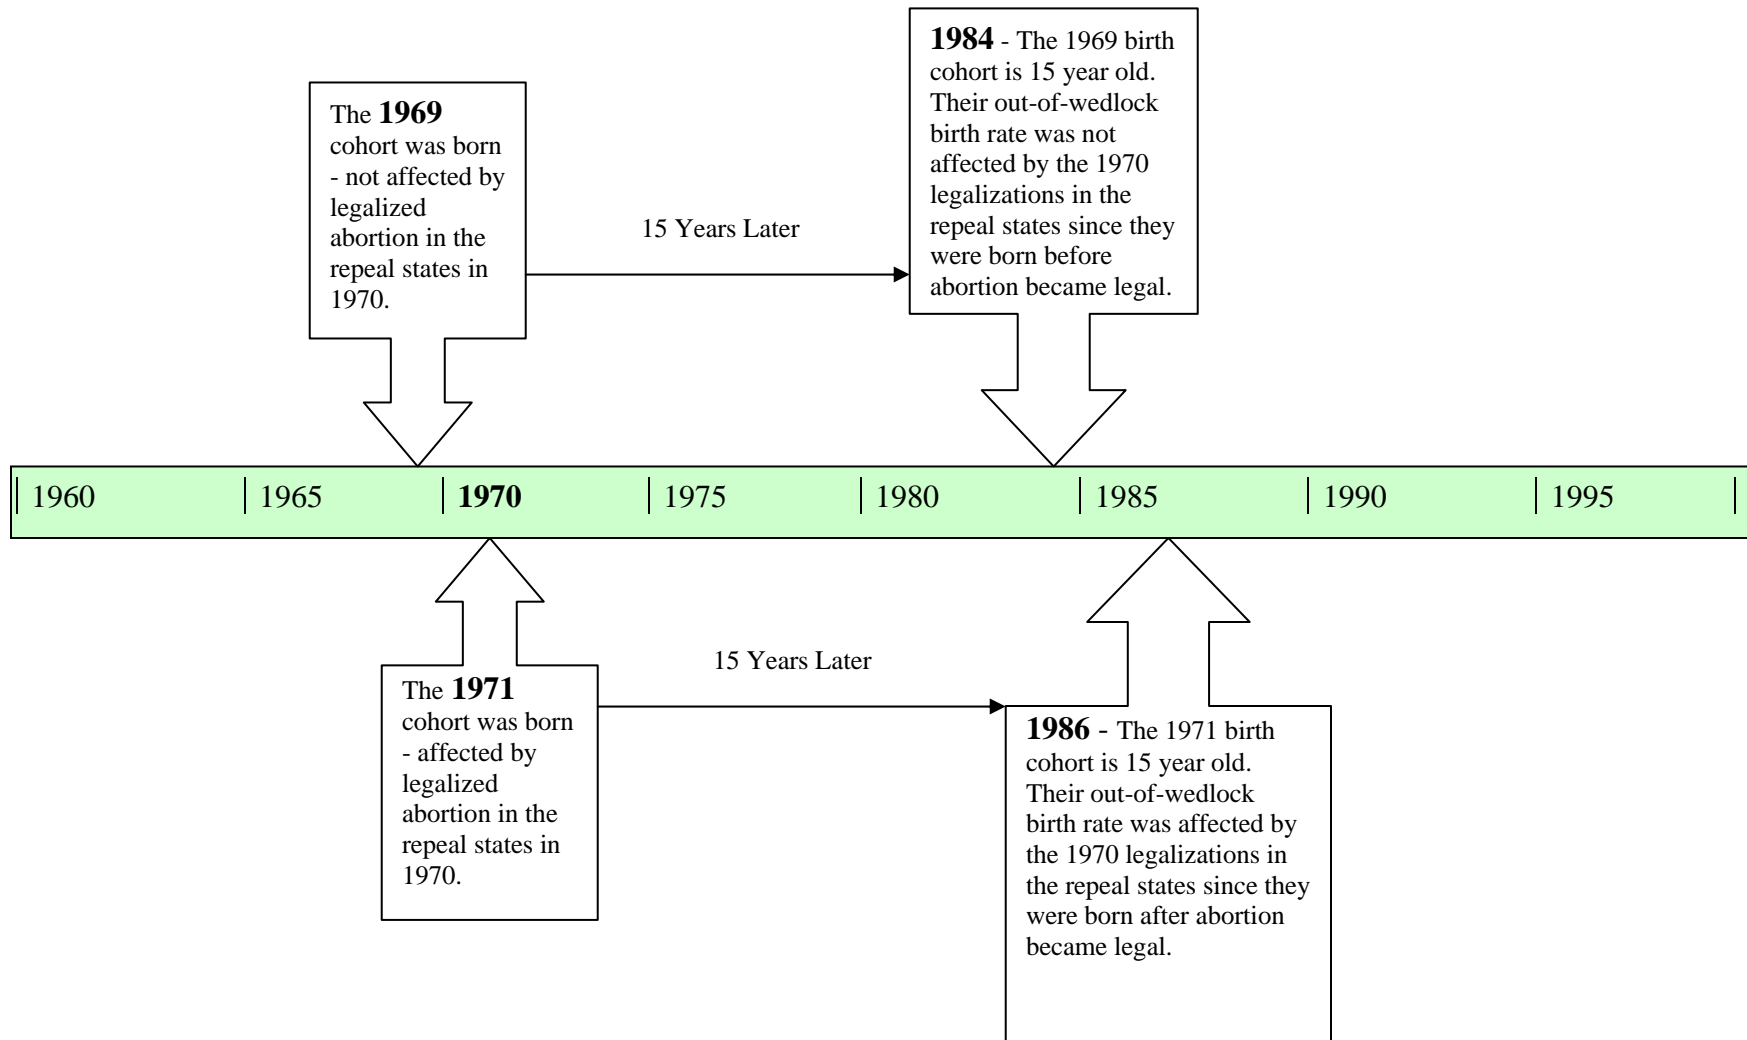 The 1969
cohort was born
- not affected by
legalized
abortion in the
repeal states in
1970.
15 Years Later
1984 - The 1969 birth
cohort is 15 year old.
Their out-of-wedlock
birth rate was not
affected by the 1970
legalizations in the
repeal states since they
were born before
abortion became legal.
1960 1965 1970 1975 1980 1985 1990 1995
The 1971
cohort was born
- affected by
legalized
abortion in the
repeal states in
1970.
15 Years Later
1986 - The 1971 birth
cohort is 15 year old.
Their out-of-wedlock
birth rate was affected by
the 1970 legalizations in
the repeal states since they
were born after abortion
became legal.